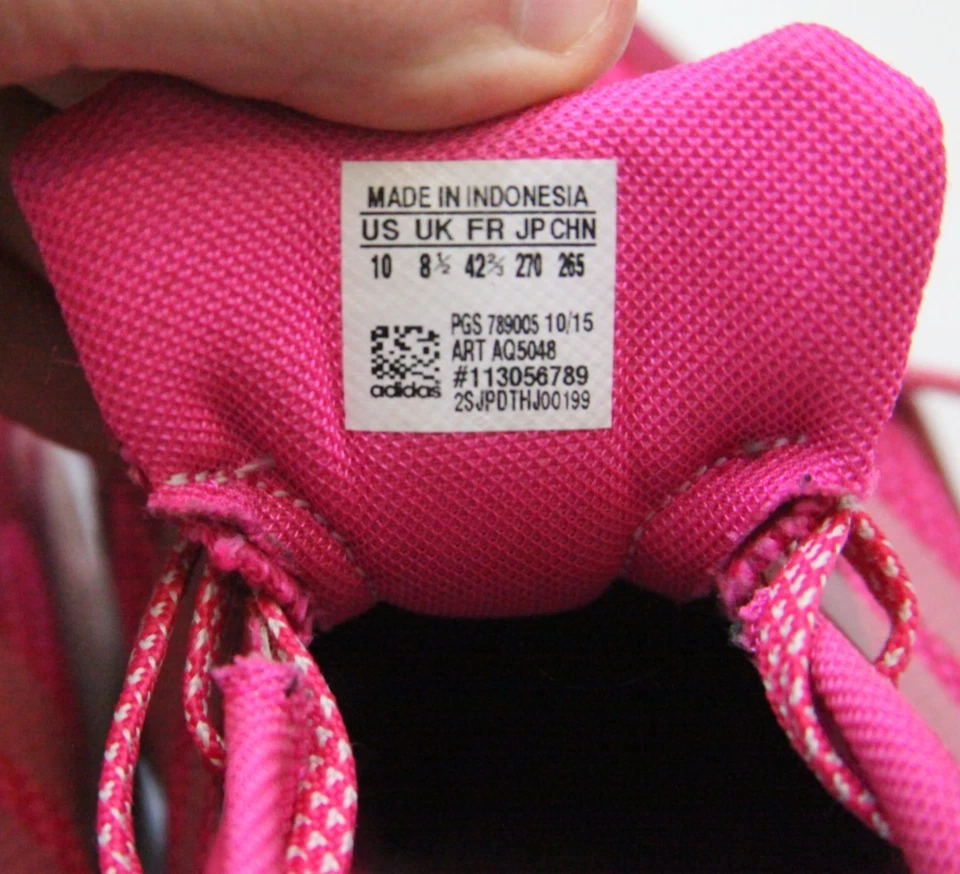 MADE IN INDONESIA
US UK FR JP CHN
10 8½ 42⅔ 270 265
PGS 789005 10/15
ART AQ5048
#113056789
adidas 2SJPDTHJ00199